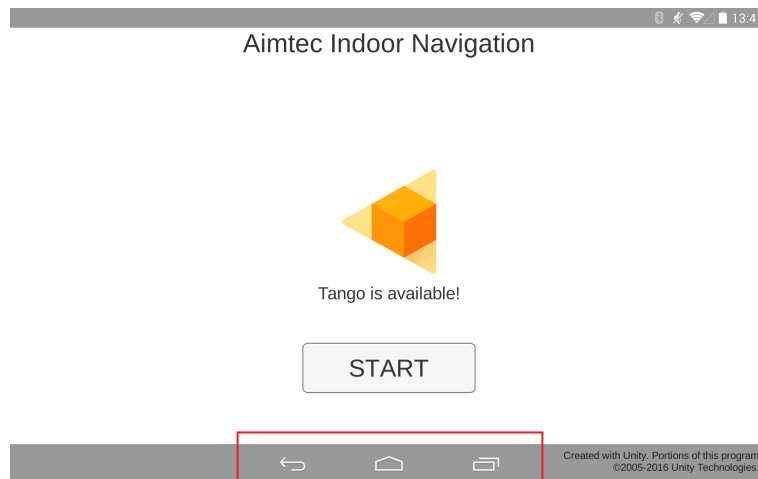 13:4
Aimtec Indoor Navigation
Tango is available!
START
Created with Unity. Portions of this program
©2005-2016 Unity Technologies.